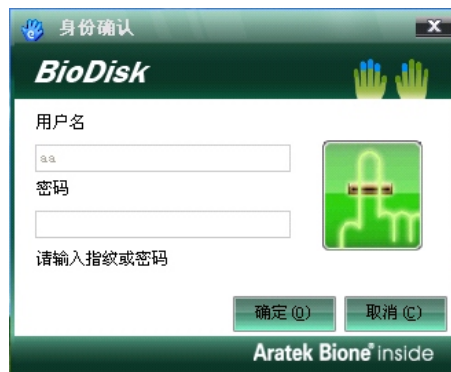 身份确认
X
BioDisk
用户名
aa
密码
请输入指纹或密码
确定(O) 取消(C)
Aratek Bione® inside